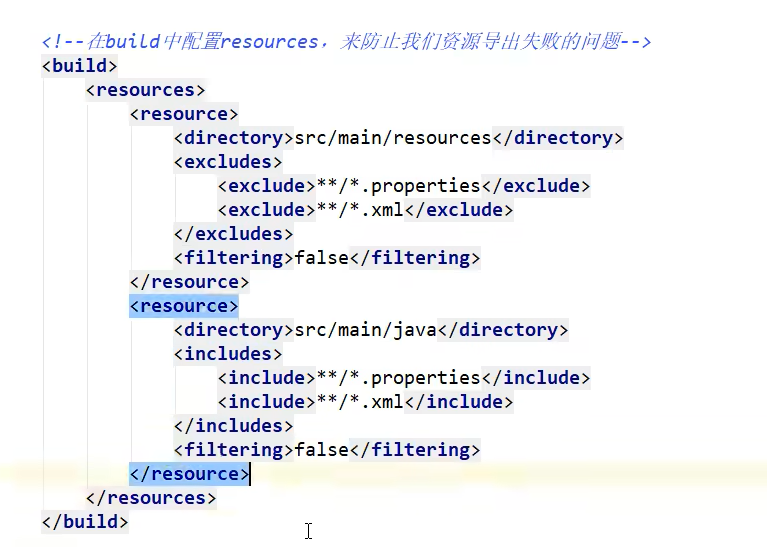 <!--在build中配置resources，来防止我们资源导出失败的问题-->
<build>
    <resources>
        <resource>
            <directory>src/main/resources</directory>
            <excludes>
                <exclude>**/*.properties</exclude>
                <exclude>**/*.xml</exclude>
            </excludes>
            <filtering>false</filtering>
        </resource>
        <resource>
            <directory>src/main/java</directory>
            <includes>
                <include>**/*.properties</include>
                <include>**/*.xml</include>
            </includes>
            <filtering>false</filtering>
        </resource>
    </resources>
</build>